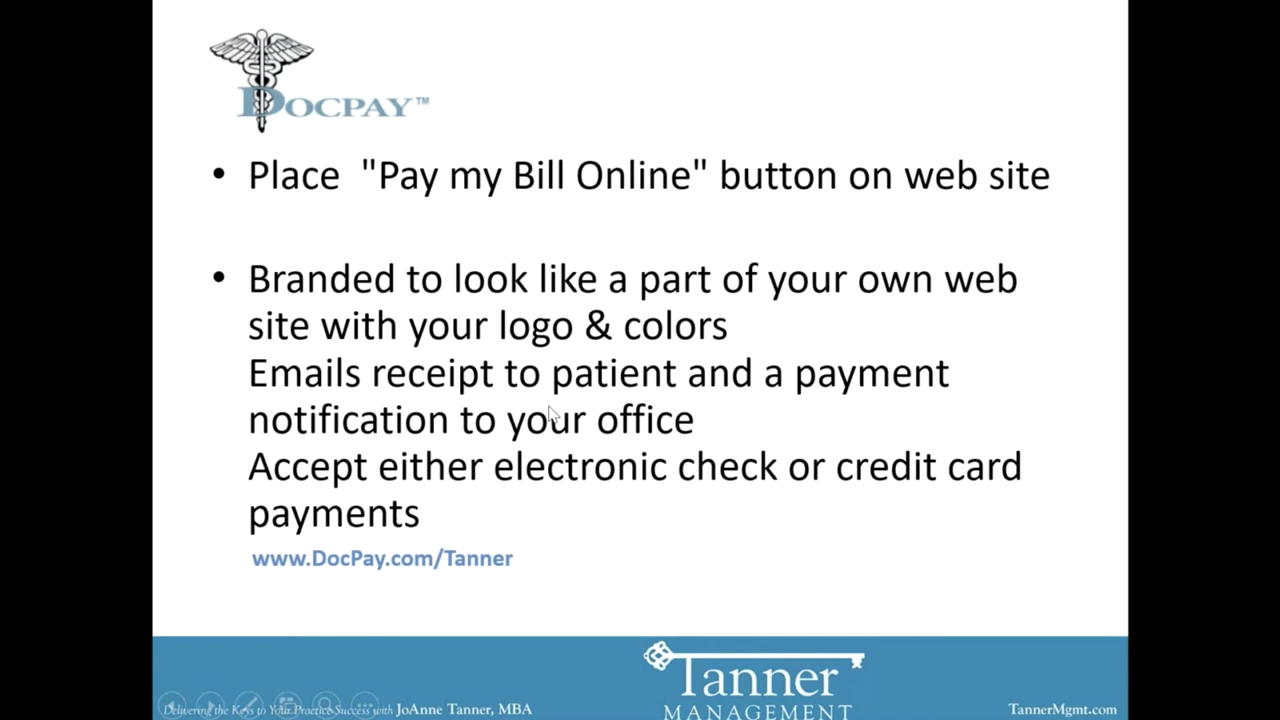 DOCPAY™
• Place "Pay my Bill Online" button on web site
• Branded to look like a part of your own web
site with your logo & colors
Emails receipt to patient and a payment
notification to your office
Accept either electronic check or credit card
payments
www.DocPay.com/Tanner
Tanner
MANAGEMENT
Delivering the Keys to Your Practice Success with JoAnne Tanner, MBA
TannerMgmt.com